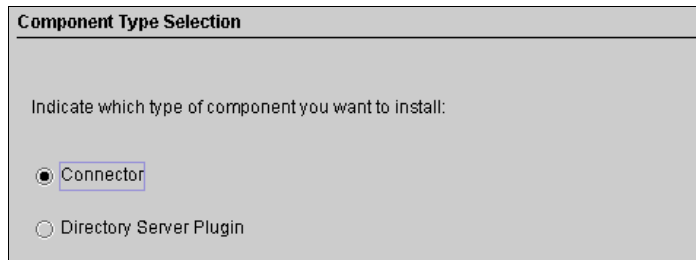 Component Type Selection
Indicate which type of component you want to install:
Connector
Directory Server Plugin